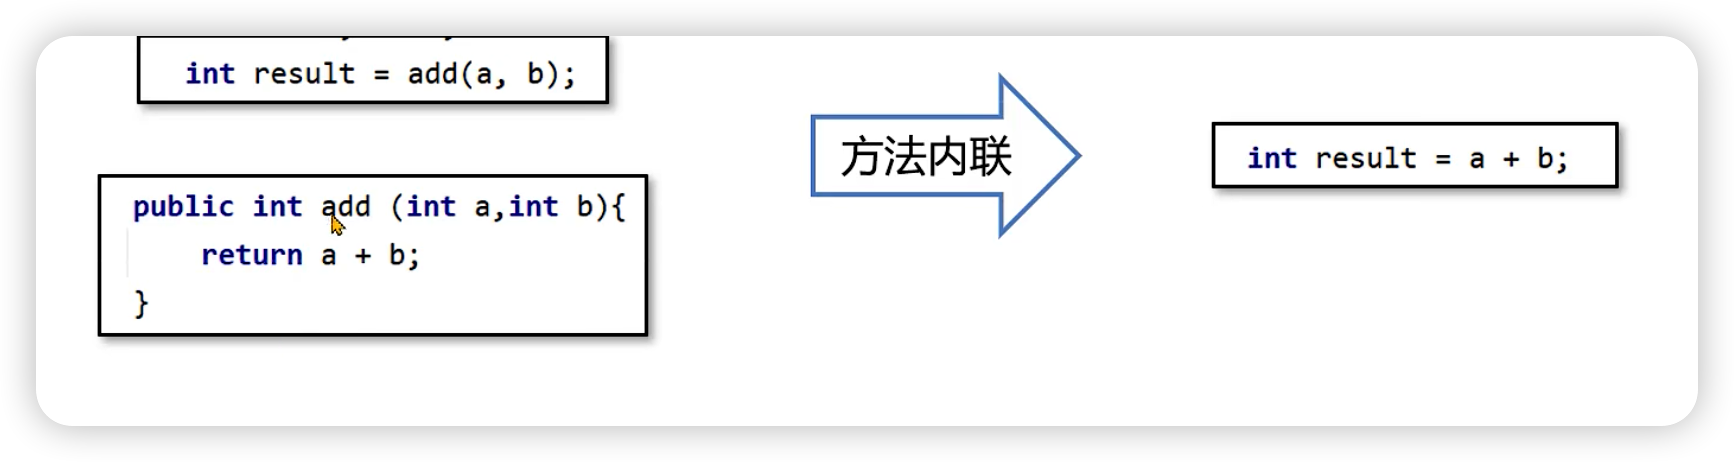 int result = add(a, b);
public int add (int a,int b){
return a + b;
}
方法内联
int result = a + b;